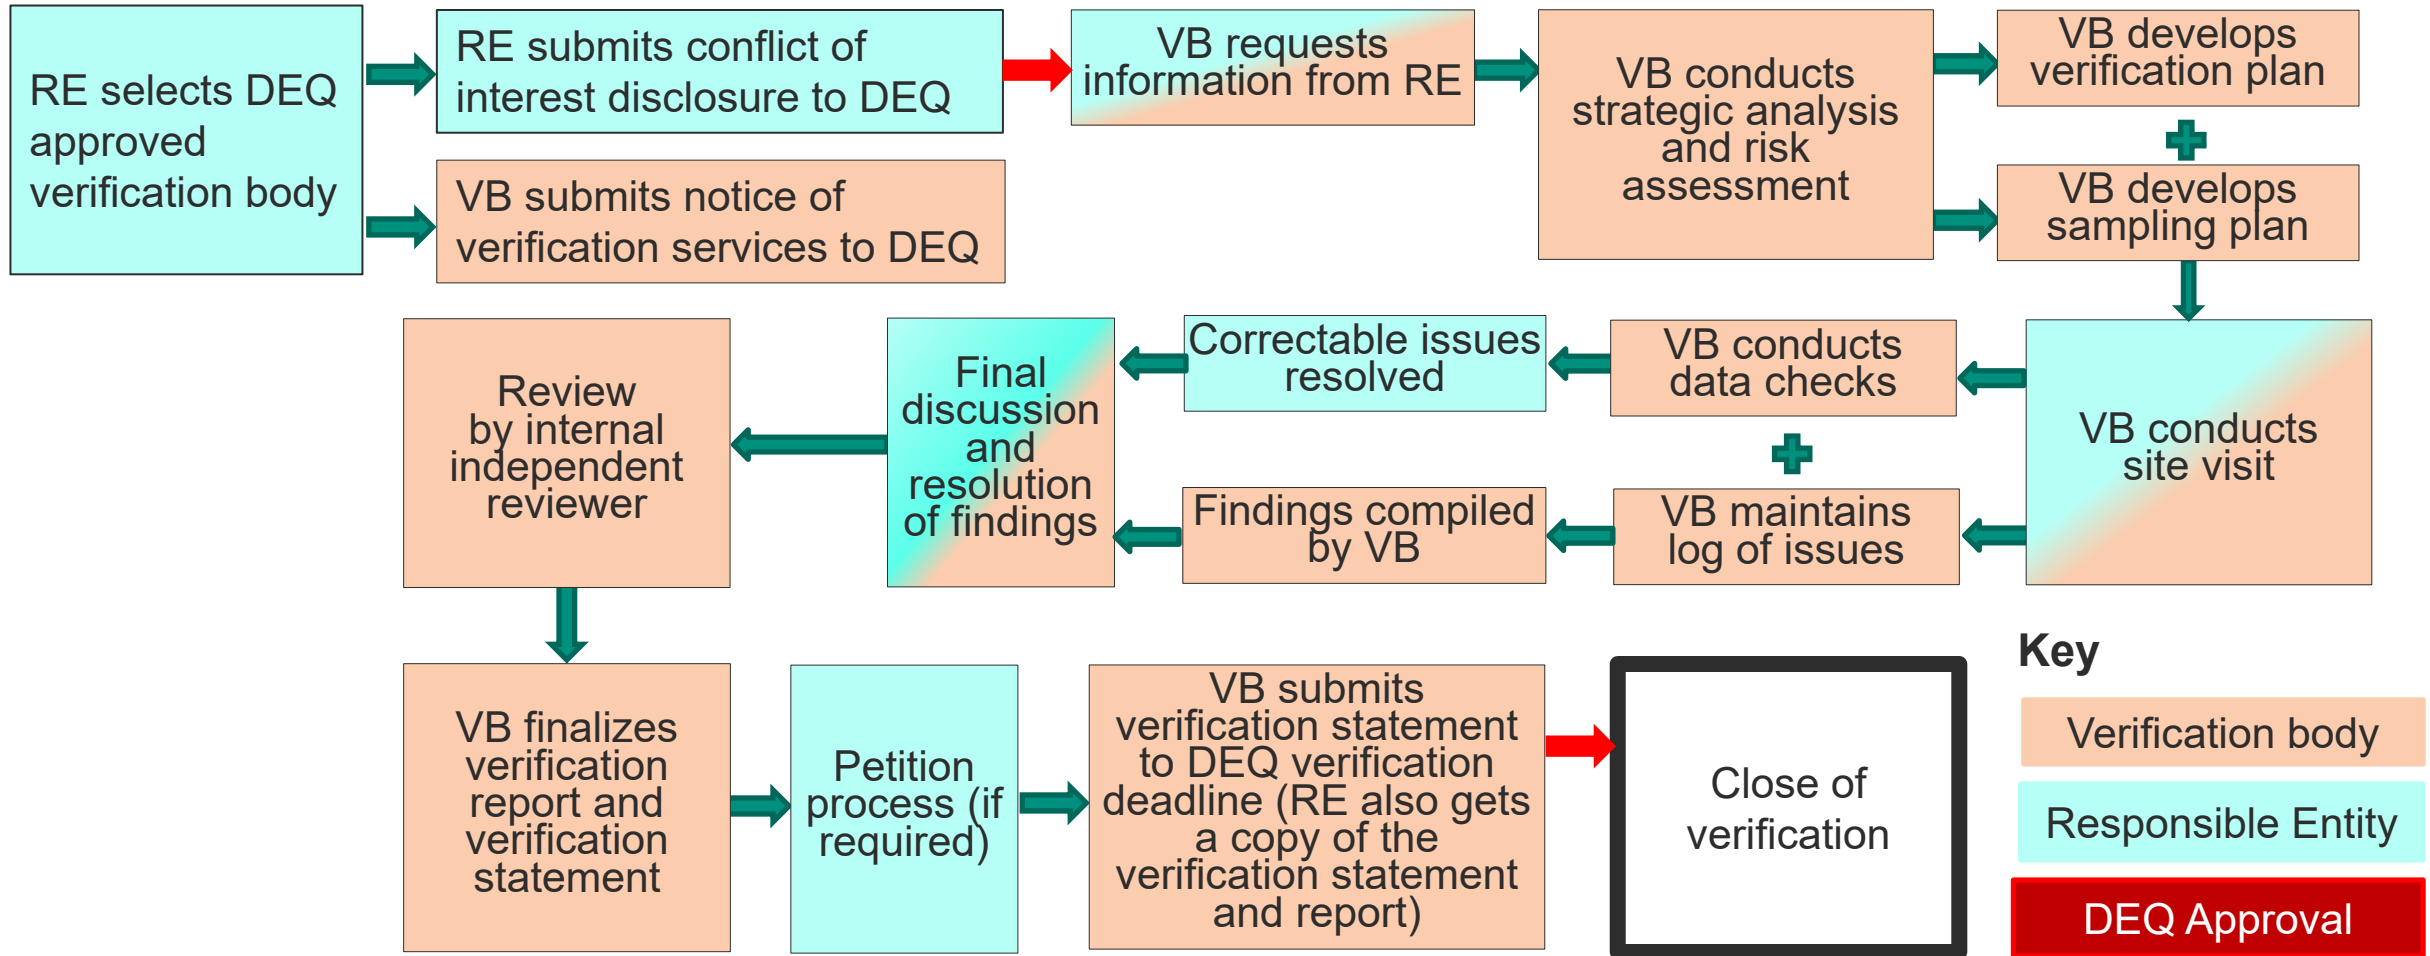 RE selects DEQ
approved
verification body
RE submits conflict of
interest disclosure to DEQ
VB submits notice of
verification services to DEQ
VB requests
information from RE
VB conducts
strategic analysis
and risk
assessment
VB develops
verification plan
VB develops
sampling plan
VB conducts
site visit
VB conducts
data checks
VB maintains
log of issues
Correctable issues
resolved
Findings compiled
by VB
Final
discussion
and
resolution
of findings
Review
by internal
independent
reviewer
VB finalizes
verification
report and
verification
statement
Petition
process (if
required)
VB submits
verification statement
to DEQ verification
deadline (RE also gets
a copy of the
verification statement
and report)
Close of
verification
Key
Verification body
Responsible Entity
DEQ Approval